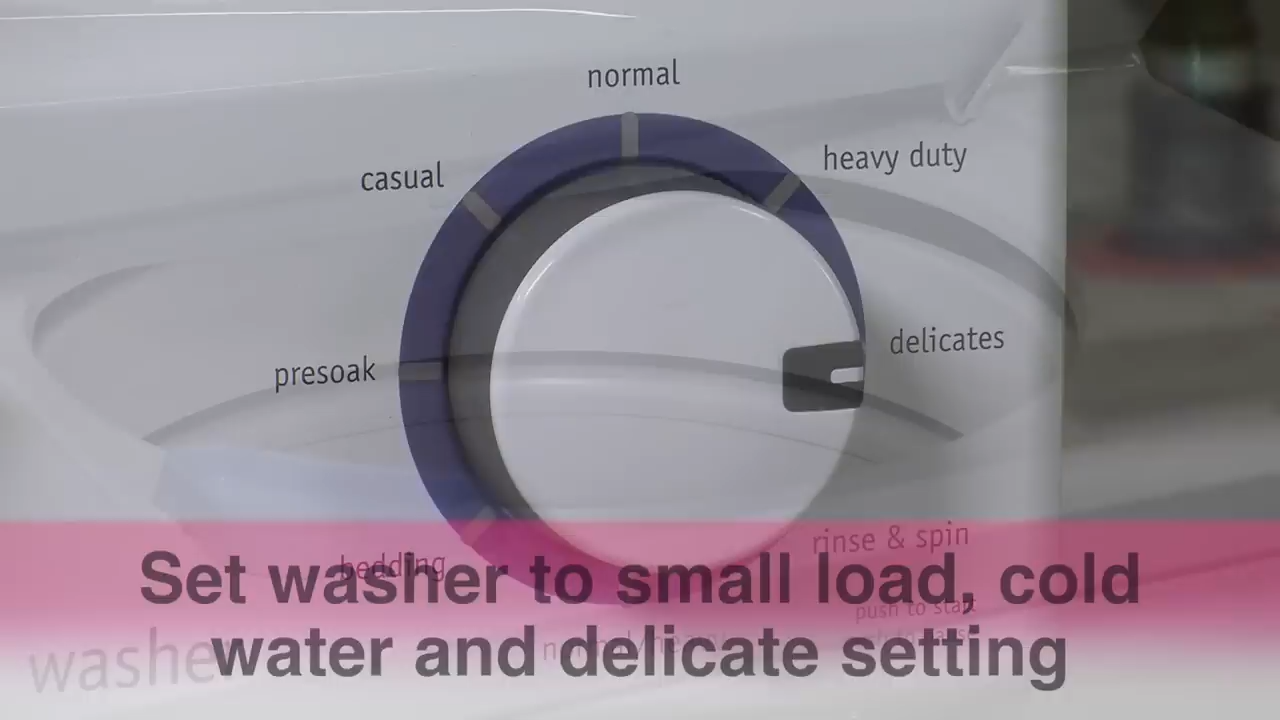 normal
heavy duty
casual
delicates
presoak
rinse & spin
bedding
Set washer to small load, cold
water and delicate setting
push to start